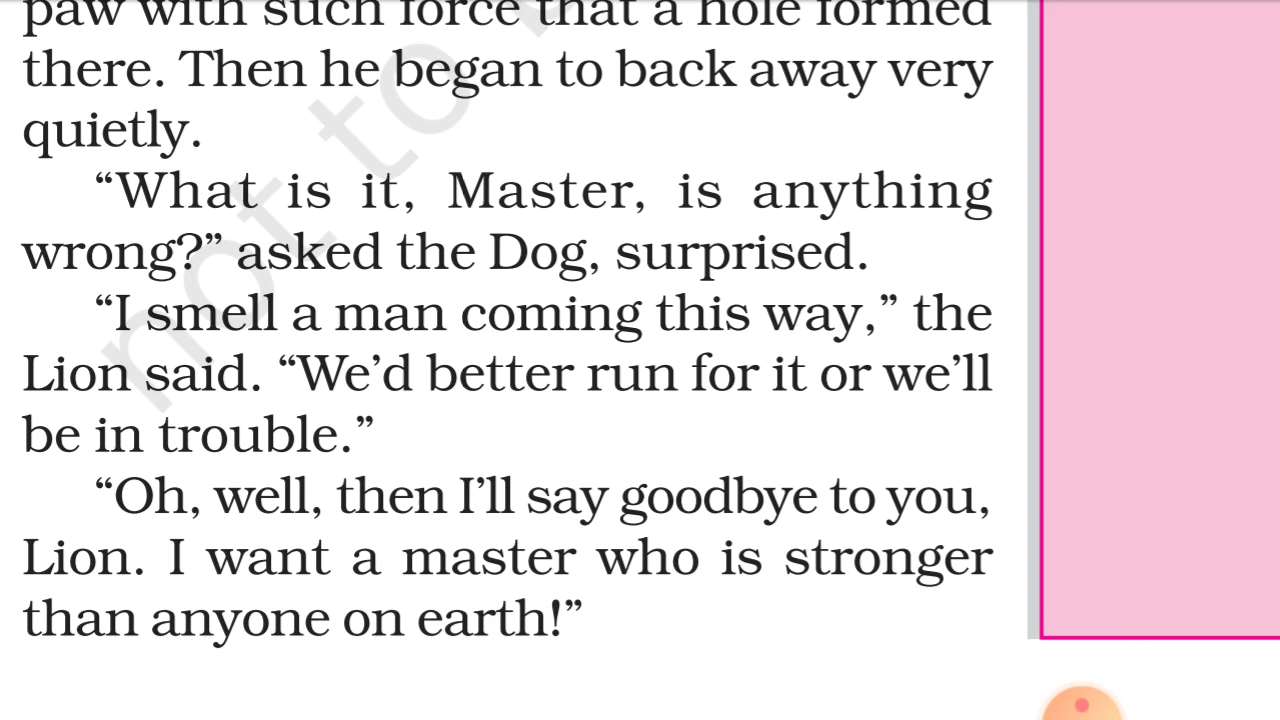 paw with such force that a hole formed
there. Then he began to back away very
quietly.
“What is it, Master, is anything
wrong?” asked the Dog, surprised.
“I smell a man coming this way,” the
Lion said. “We’d better run for it or we’ll
be in trouble.”
“Oh, well, then I’ll say goodbye to you,
Lion. I want a master who is stronger
than anyone on earth!”
not to